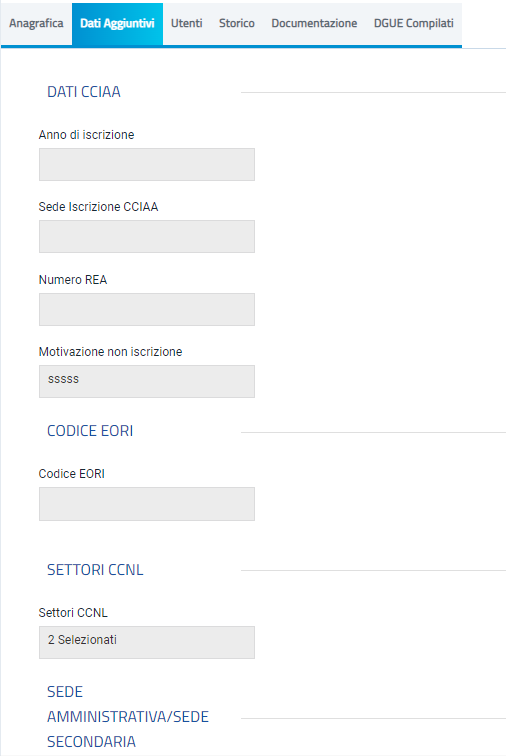 Anagrafica Dati Aggiuntivi Utenti Storico Documentazione DGUE Compilati
DATI CCIAA
Anno di iscrizione
Sede Iscrizione CCIAA
Numero REA
Motivazione non iscrizione
sssss
CODICE EORI
Codice EORI
SETTORI CCNL
Settori CCNL
2 Selezionati
SEDE
AMMINISTRATIVA/SEDE
SECONDARIA